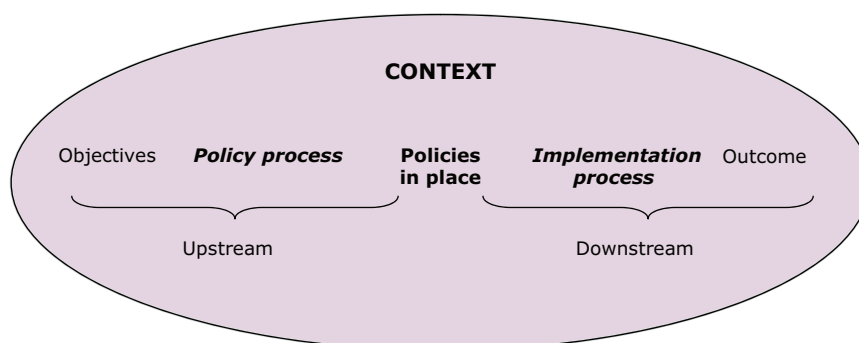 CONTEXT
Objectives Policy process Policies in place Implementation process Outcome
Upstream Downstream